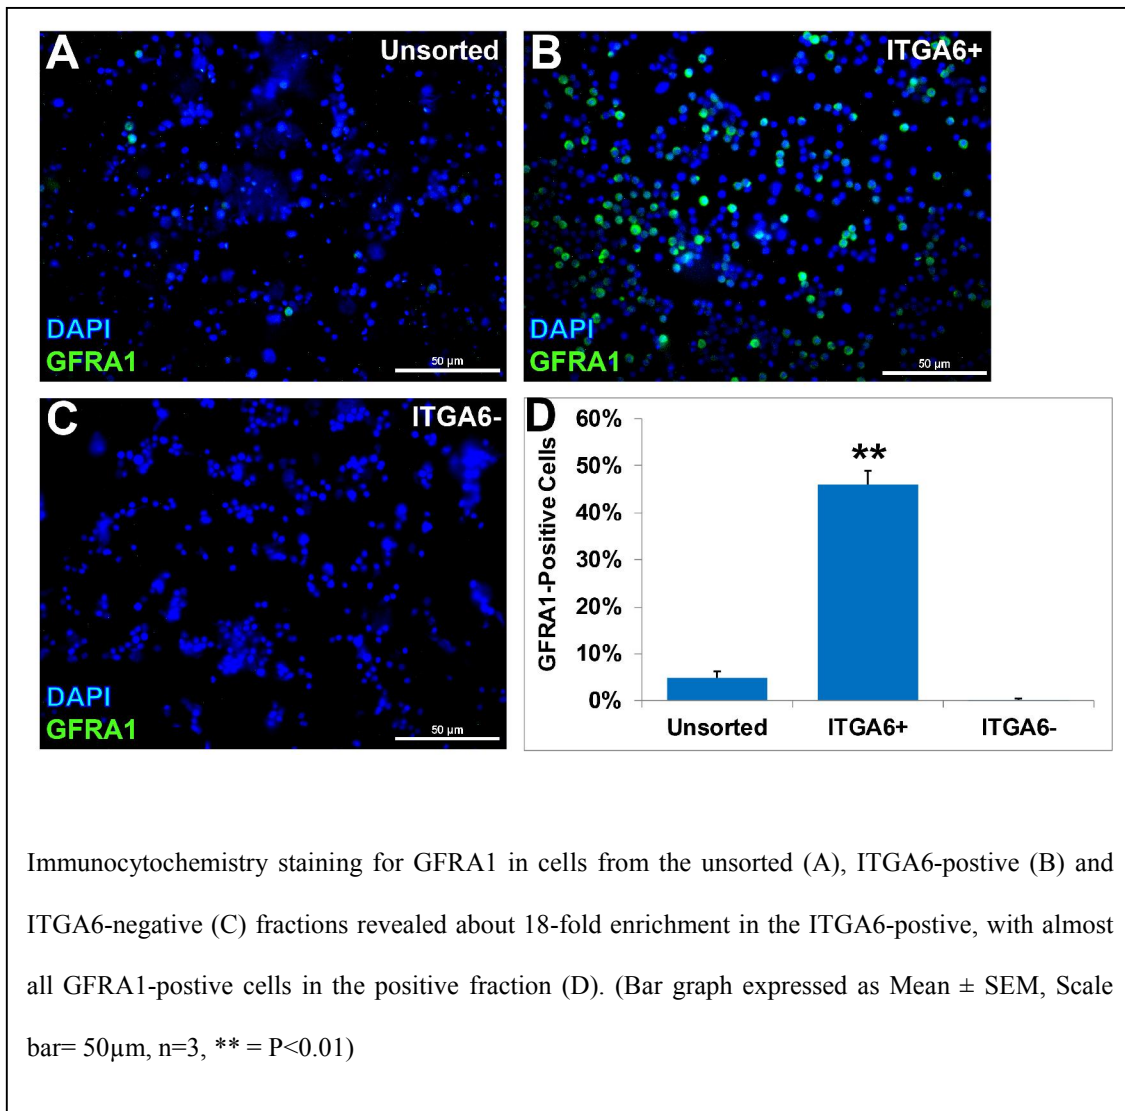 A
Unsorted
DAPI
GFRA1
50 µm
B
ITGA6+
DAPI
GFRA1
50 µm
C
ITGA6-
DAPI
GFRA1
50 µm
D
GFRA1-Positive Cells
60%
50%
40%
30%
20%
10%
0%
**
Unsorted
ITGA6+
ITGA6-
Immunocytochemistry staining for GFRA1 in cells from the unsorted (A), ITGA6-postive (B) and
ITGA6-negative (C) fractions revealed about 18-fold enrichment in the ITGA6-postive, with almost
all GFRA1-postive cells in the positive fraction (D). (Bar graph expressed as Mean ± SEM, Scale
bar= 50µm, n=3, ** = P<0.01)